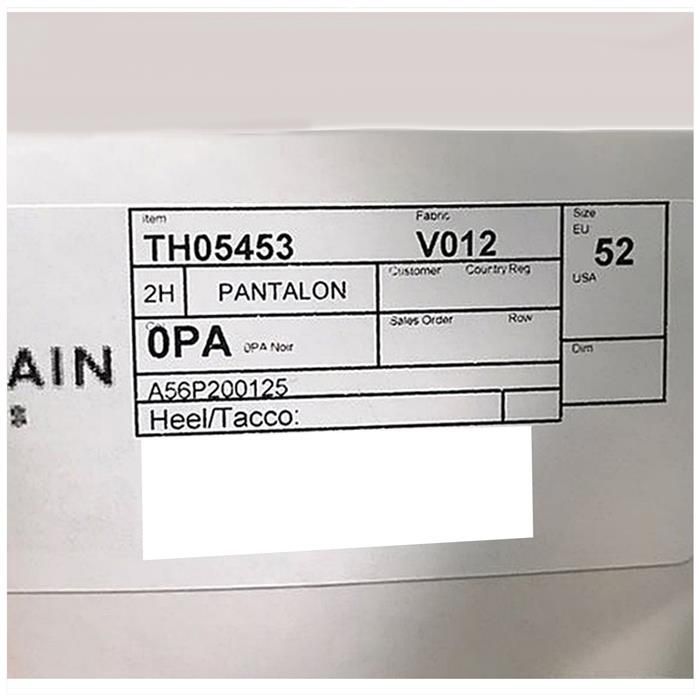 Item Fabric Size
TH05453 V012 EU 52
2H PANTALON Customer Country Reg USA
0PA 0PA Noir Sales Order Row
Dim
AIN
A56P200125
Heel/Tacco: